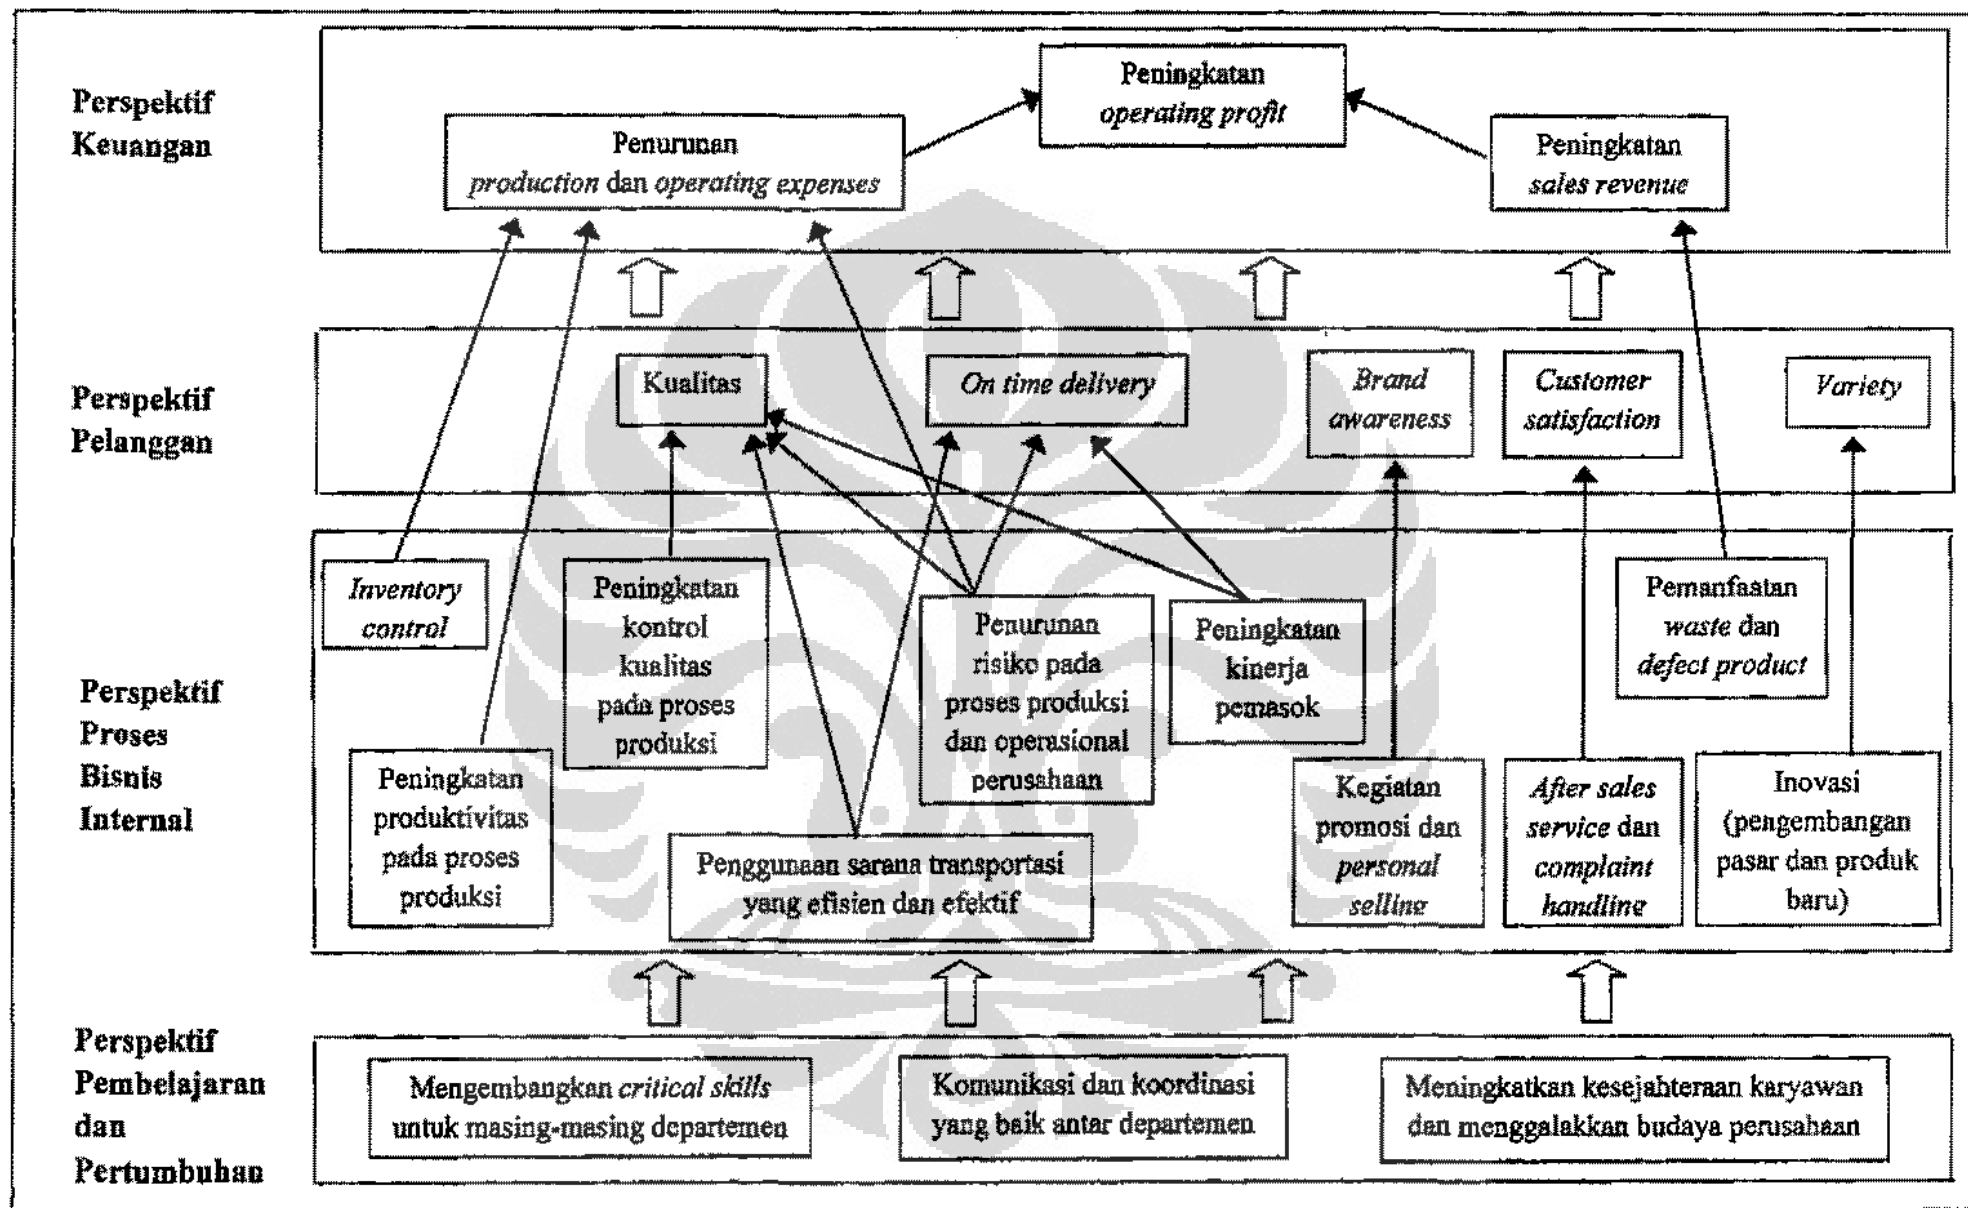 Perspektif
Keuangan
Peningkatan
operating profit
Penurunan
production dan operating expenses
Peningkatan
sales revenue
Perspektif
Pelanggan
Kualitas
On time delivery
Brand
awareness
Customer
satisfaction
Variety
Perspektif
Proses
Bisnis
Internal
Inventory
control
Peningkatan
produktivitas
pada proses
produksi
Peningkatan
kontrol
kualitas
pada proses
produksi
Penggunaan sarana transportasi
yang efisien dan efektif
Penurunan
risiko pada
proses produksi
dan operasional
perusahaan
Peningkatan
kinerja
pemasok
Kegiatan
promosi dan
personal
selling
After sales
service dan
complaint
handling
Pemanfaatan
waste dan
defect product
Inovasi
(pengembangan
pasar dan produk
baru)
Perspektif
Pembelajaran
dan
Pertumbuhan
Mengembangkan critical skills
untuk masing-masing departemen
Komunikasi dan koordinasi
yang baik antar departemen
Meningkatkan kesejahteraan karyawan
dan menggalakkan budaya perusahaan